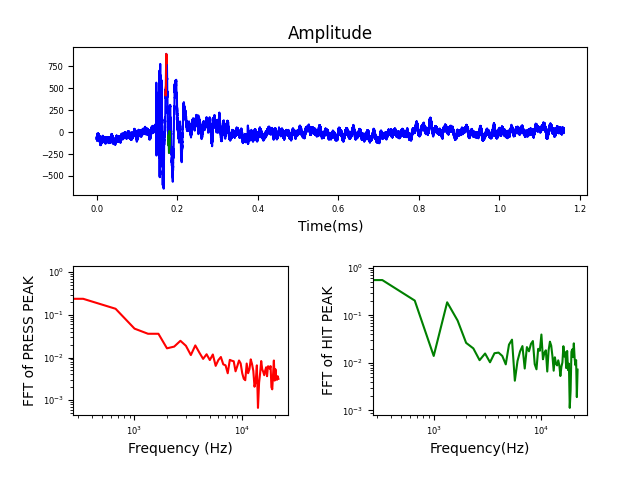 Amplitude
750
500
250
0
−250
−500
0.0 0.2 0.4 0.6 0.8 1.0 1.2
Time(ms)
FFT of PRESS PEAK
10⁰
10⁻¹
10⁻²
10⁻³
10³ 10⁴
Frequency (Hz)
FFT of HIT PEAK
10⁰
10⁻¹
10⁻²
10⁻³
10³ 10⁴
Frequency(Hz)